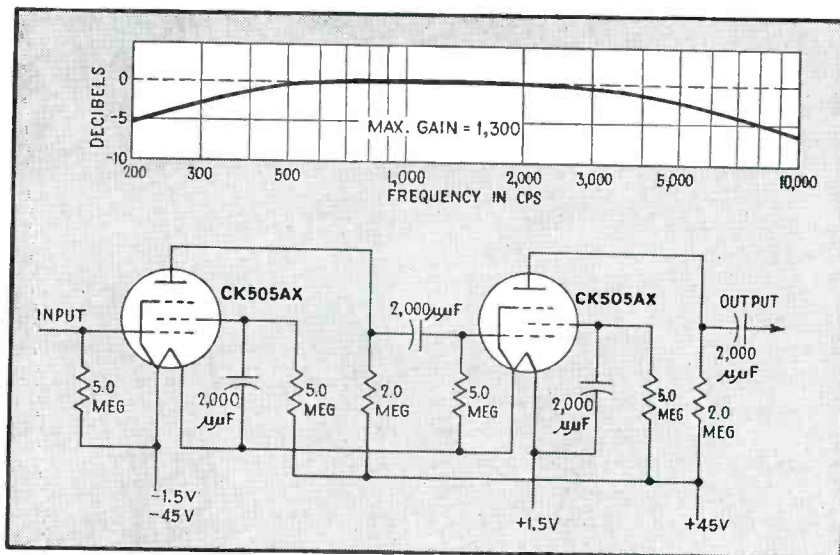 DECIBELS
0
-5
-10
MAX. GAIN = 1,300
200 300 500 1,000 2,000 3,000 5,000 10,000
FREQUENCY IN CPS
INPUT
CK505AX
5.0 MEG
2,000 μμF
5.0 MEG
2.0 MEG
2,000μμF
5.0 MEG
CK505AX
2,000 μμF
5.0 MEG
2.0 MEG
OUTPUT
2,000 μμF
-1.5V
-45V
+1.5V
+45V